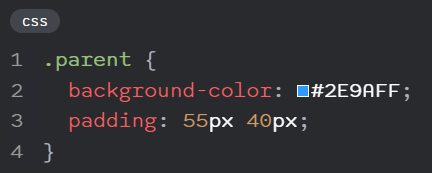 css
1 .parent {
2   background-color: #2E9AFF;
3   padding: 55px 40px;
4 }